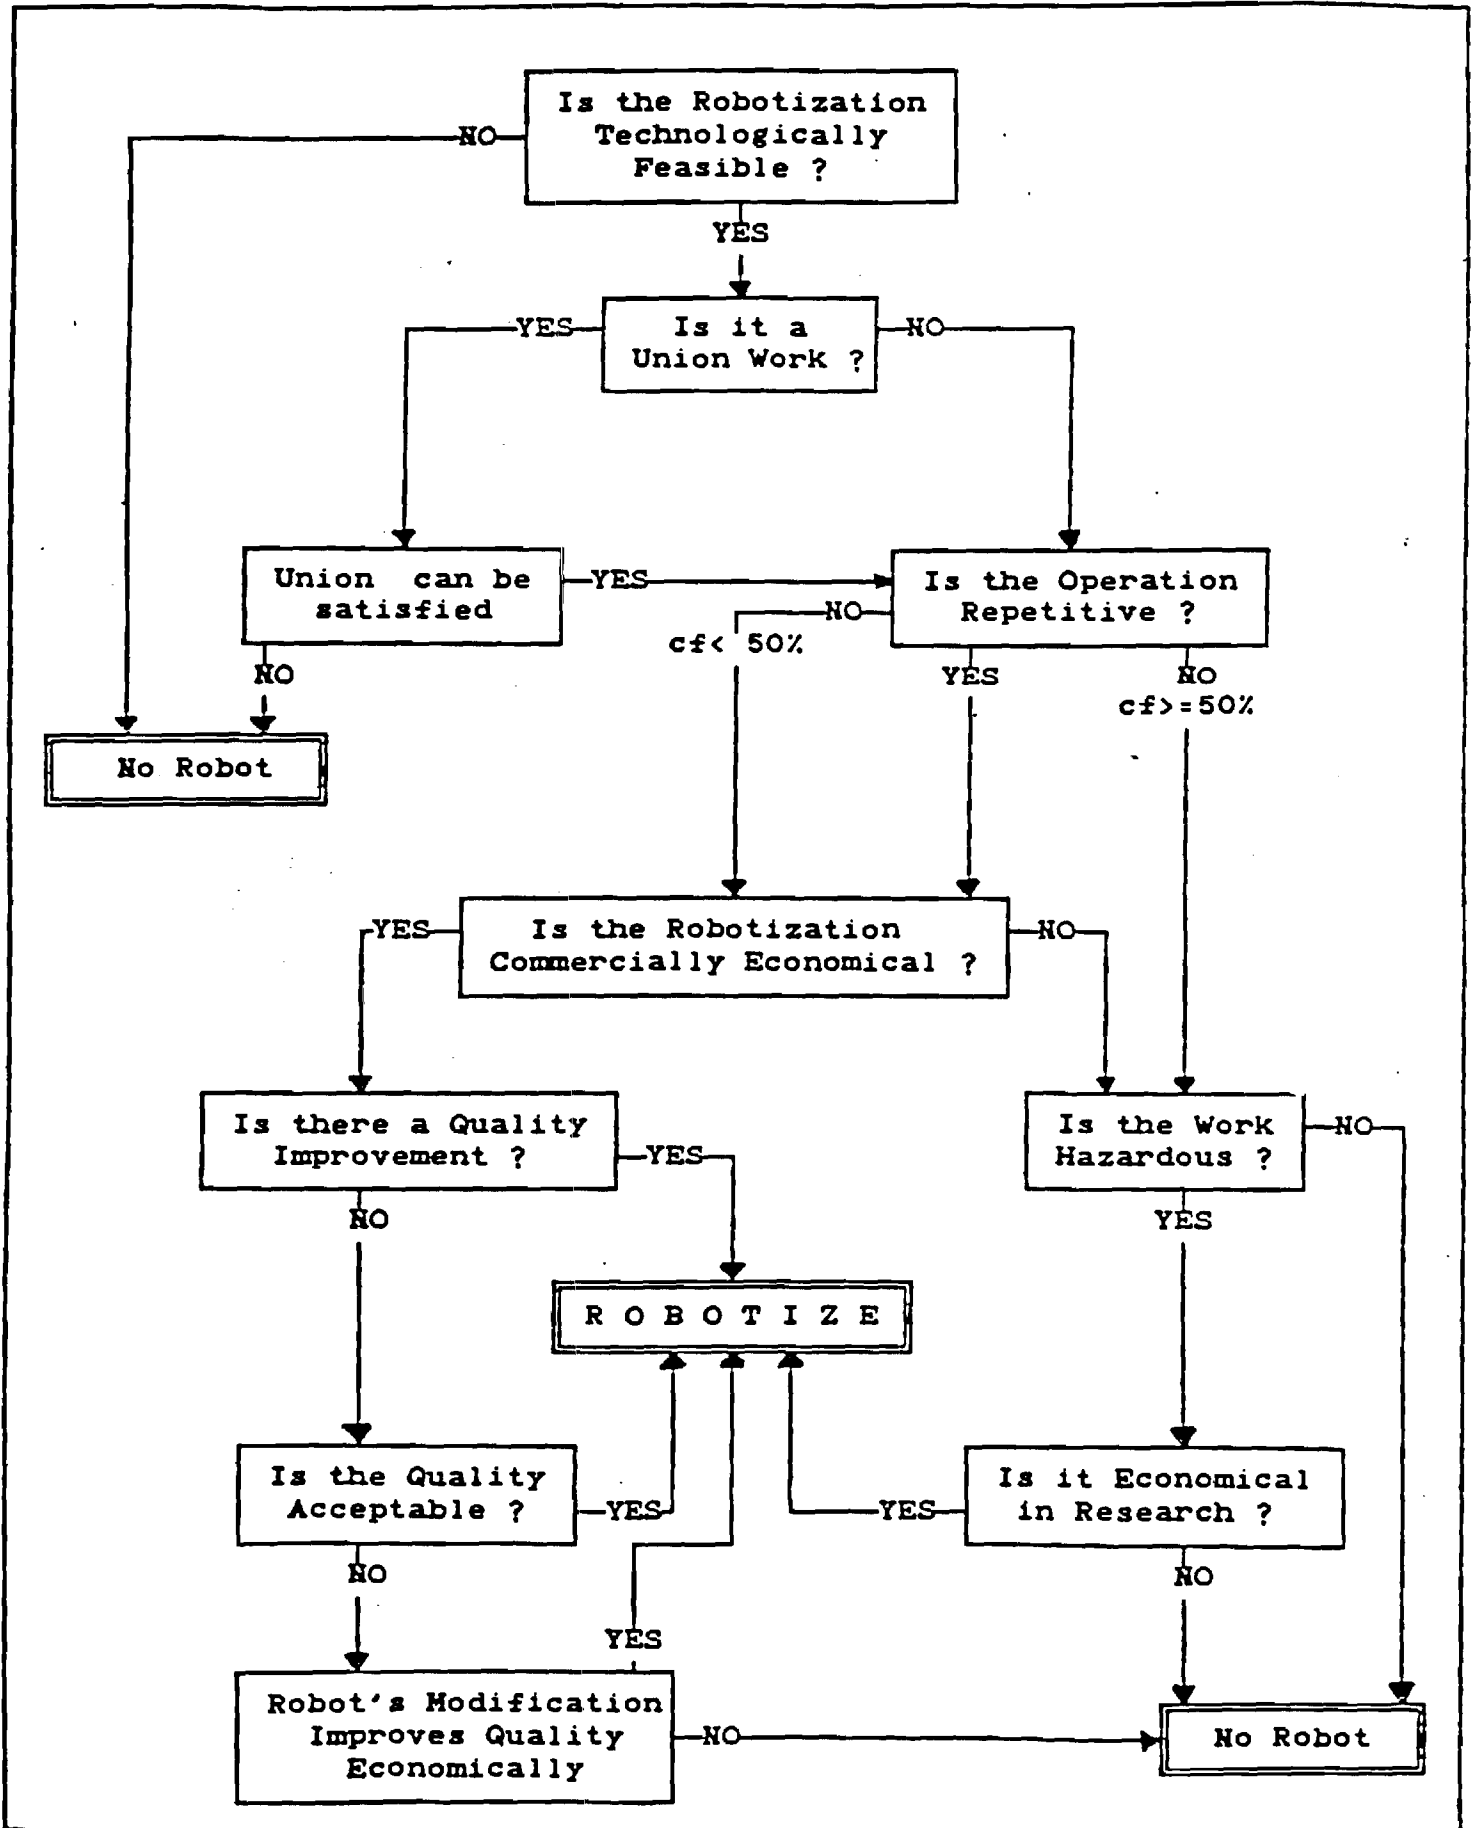 Is the Robotization
Technologically
Feasible ?
NO
YES
Is it a
Union Work ?
YES
NO
Union can be
satisfied
YES
NO
Is the Operation
Repetitive ?
NO
cf< 50%
YES
NO
cf>=50%
No Robot
Is the Robotization
Commercially Economical ?
YES
NO
Is there a Quality
Improvement ?
YES
NO
Is the Work
Hazardous ?
NO
YES
R O B O T I Z E
Is the Quality
Acceptable ?
YES
NO
Is it Economical
in Research ?
YES
NO
YES
Robot's Modification
Improves Quality
Economically
NO
No Robot